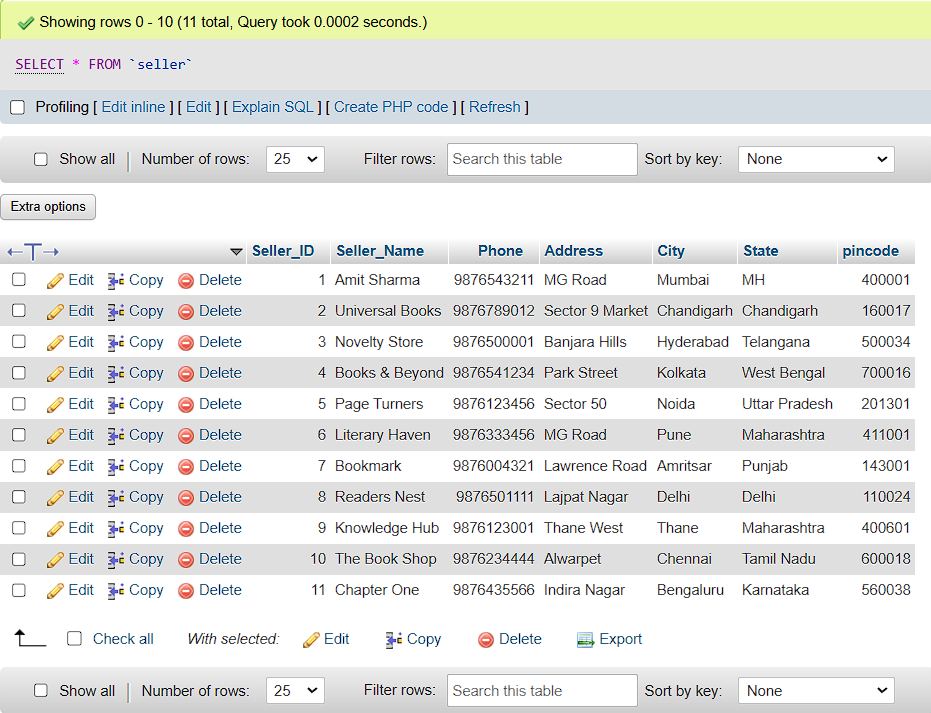 Showing rows 0 - 10 (11 total, Query took 0.0002 seconds.)
SELECT * FROM `seller`
Profiling [ Edit inline ] [ Edit ] [ Explain SQL ] [ Create PHP code ] [ Refresh ]
Show all | Number of rows: 25 Filter rows: Search this table Sort by key: None
Extra options
←T→ Seller_ID Seller_Name Phone Address City State pincode
Edit Copy Delete 1 Amit Sharma 9876543211 MG Road Mumbai MH 400001
Edit Copy Delete 2 Universal Books 9876789012 Sector 9 Market Chandigarh Chandigarh 160017
Edit Copy Delete 3 Novelty Store 9876500001 Banjara Hills Hyderabad Telangana 500034
Edit Copy Delete 4 Books & Beyond 9876541234 Park Street Kolkata West Bengal 700016
Edit Copy Delete 5 Page Turners 9876123456 Sector 50 Noida Uttar Pradesh 201301
Edit Copy Delete 6 Literary Haven 9876333456 MG Road Pune Maharashtra 411001
Edit Copy Delete 7 Bookmark 9876004321 Lawrence Road Amritsar Punjab 143001
Edit Copy Delete 8 Readers Nest 9876501111 Lajpat Nagar Delhi Delhi 110024
Edit Copy Delete 9 Knowledge Hub 9876123001 Thane West Thane Maharashtra 400601
Edit Copy Delete 10 The Book Shop 9876234444 Alwarpet Chennai Tamil Nadu 600018
Edit Copy Delete 11 Chapter One 9876435566 Indira Nagar Bengaluru Karnataka 560038
Check all With selected: Edit Copy Delete Export
Show all | Number of rows: 25 Filter rows: Search this table Sort by key: None